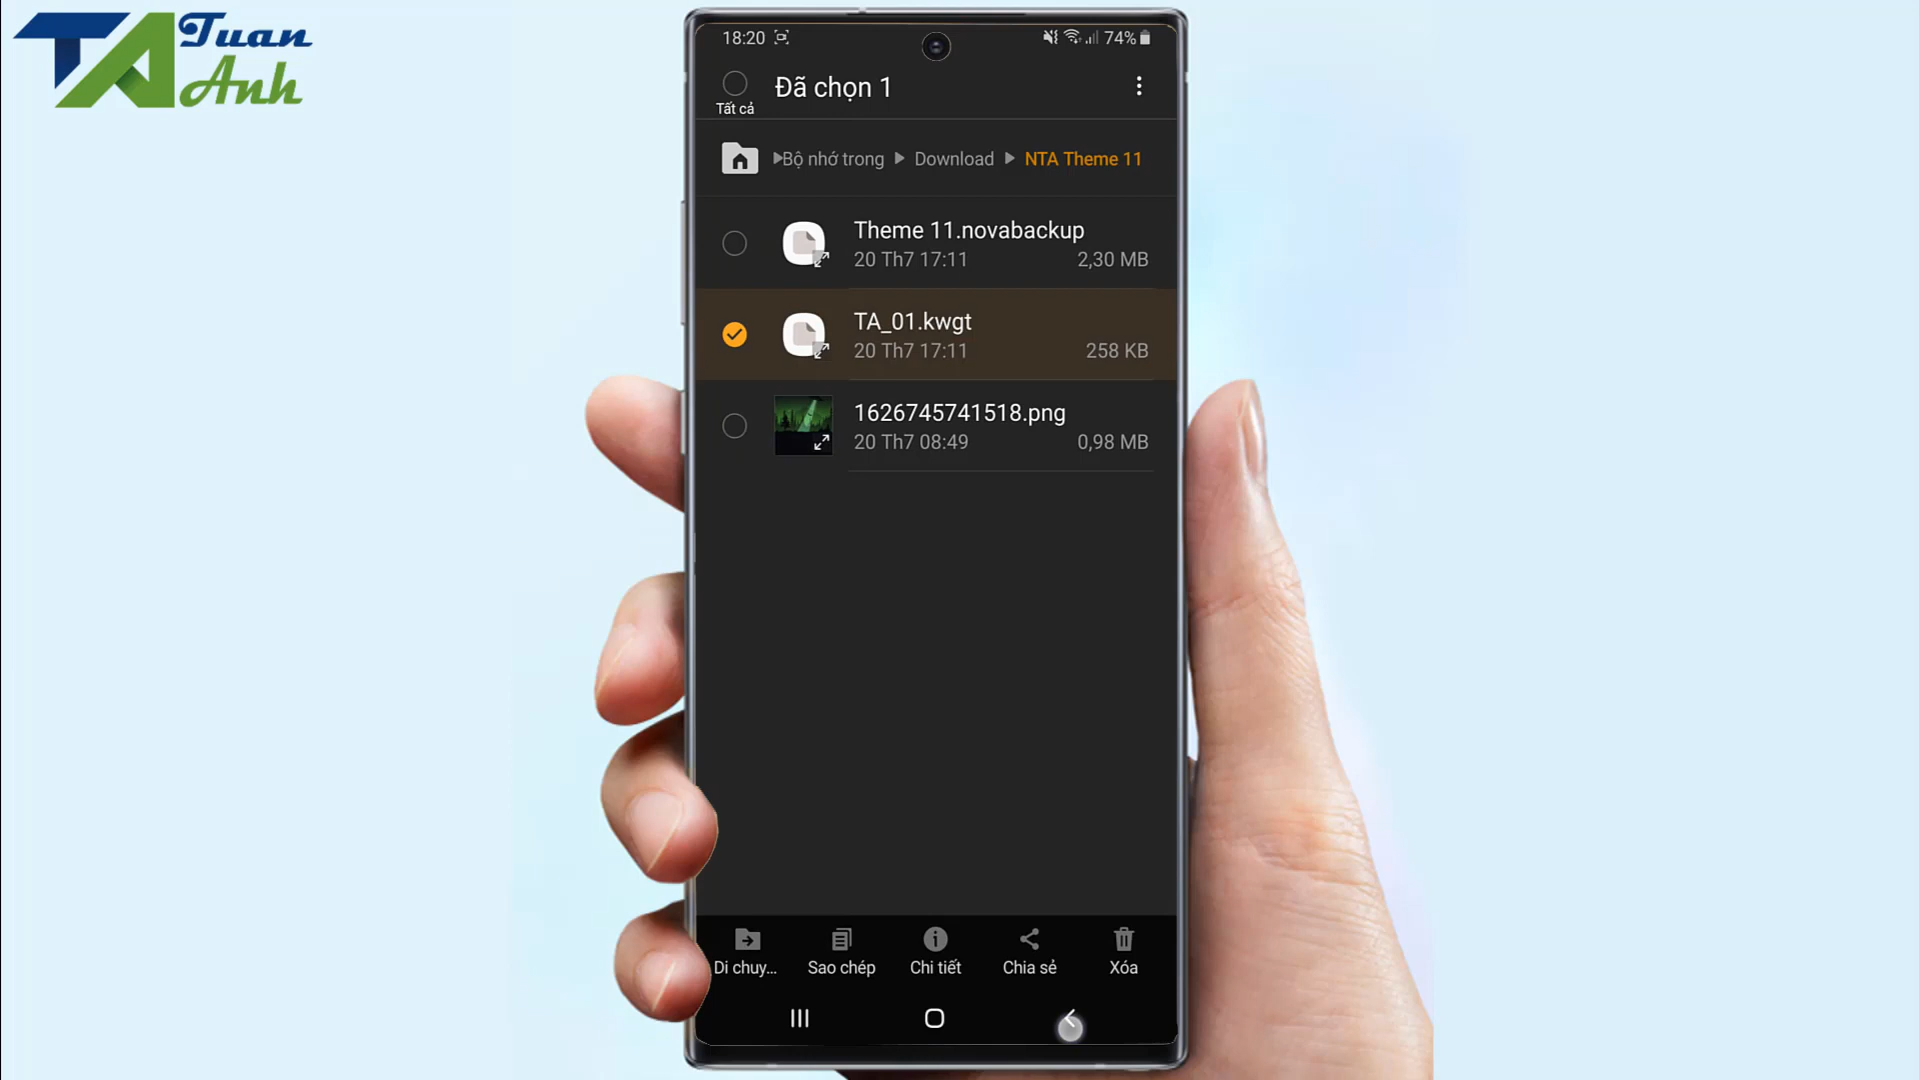 Tuan
Anh
18:20
74%
Tất cả
Đã chọn 1
Bộ nhớ trong
Download
NTA Theme 11
Theme 11.novabackup
20 Th7 17:11
2,30 MB
TA_01.kwgt
20 Th7 17:11
258 KB
1626745741518.png
20 Th7 08:49
0,98 MB
Di chuy...
Sao chép
Chi tiết
Chia sẻ
Xóa